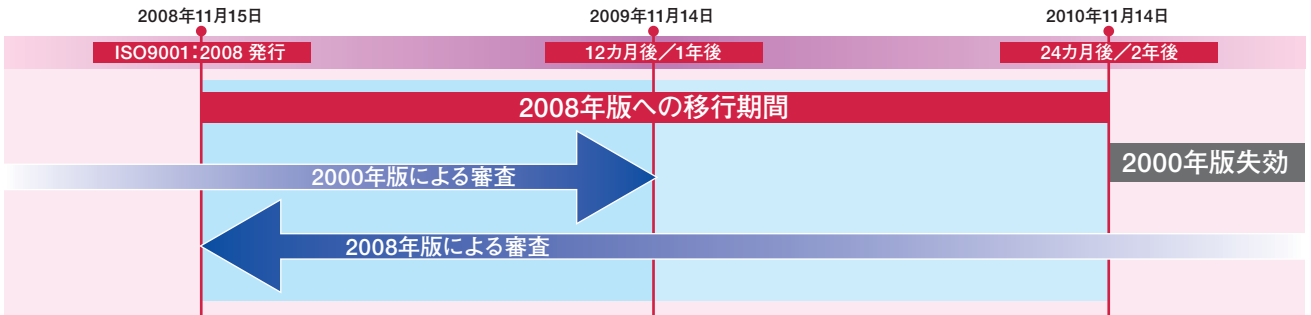 2008年11月15日
2009年11月14日
2010年11月14日
ISO9001：2008 発行
12カ月後／1年後
24カ月後／2年後
2008年版への移行期間
2000年版失効
2000年版による審査
2008年版による審査